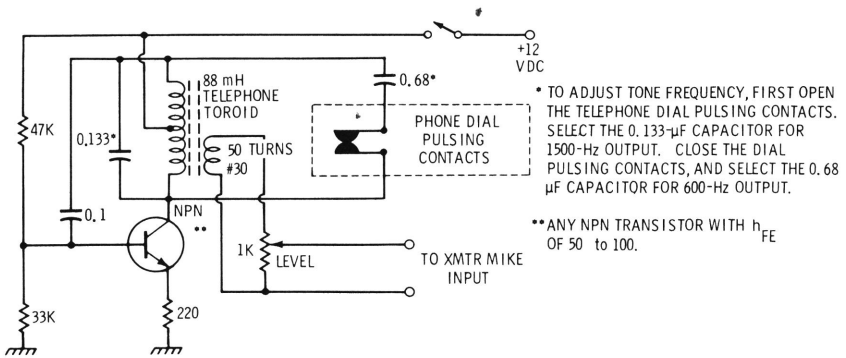 *
+12
VDC
88 mH
TELEPHONE
TOROID
0.68*
47K
0.133*
*
PHONE DIAL
PULSING
CONTACTS
50 TURNS
#30
0.1
NPN
**
1K
LEVEL
TO XMTR MIKE
INPUT
33K
220
* TO ADJUST TONE FREQUENCY, FIRST OPEN
THE TELEPHONE DIAL PULSING CONTACTS.
SELECT THE 0.133-µF CAPACITOR FOR
1500-Hz OUTPUT. CLOSE THE DIAL
PULSING CONTACTS, AND SELECT THE 0.68
µF CAPACITOR FOR 600-Hz OUTPUT.
**ANY NPN TRANSISTOR WITH hFE
OF 50 to 100.